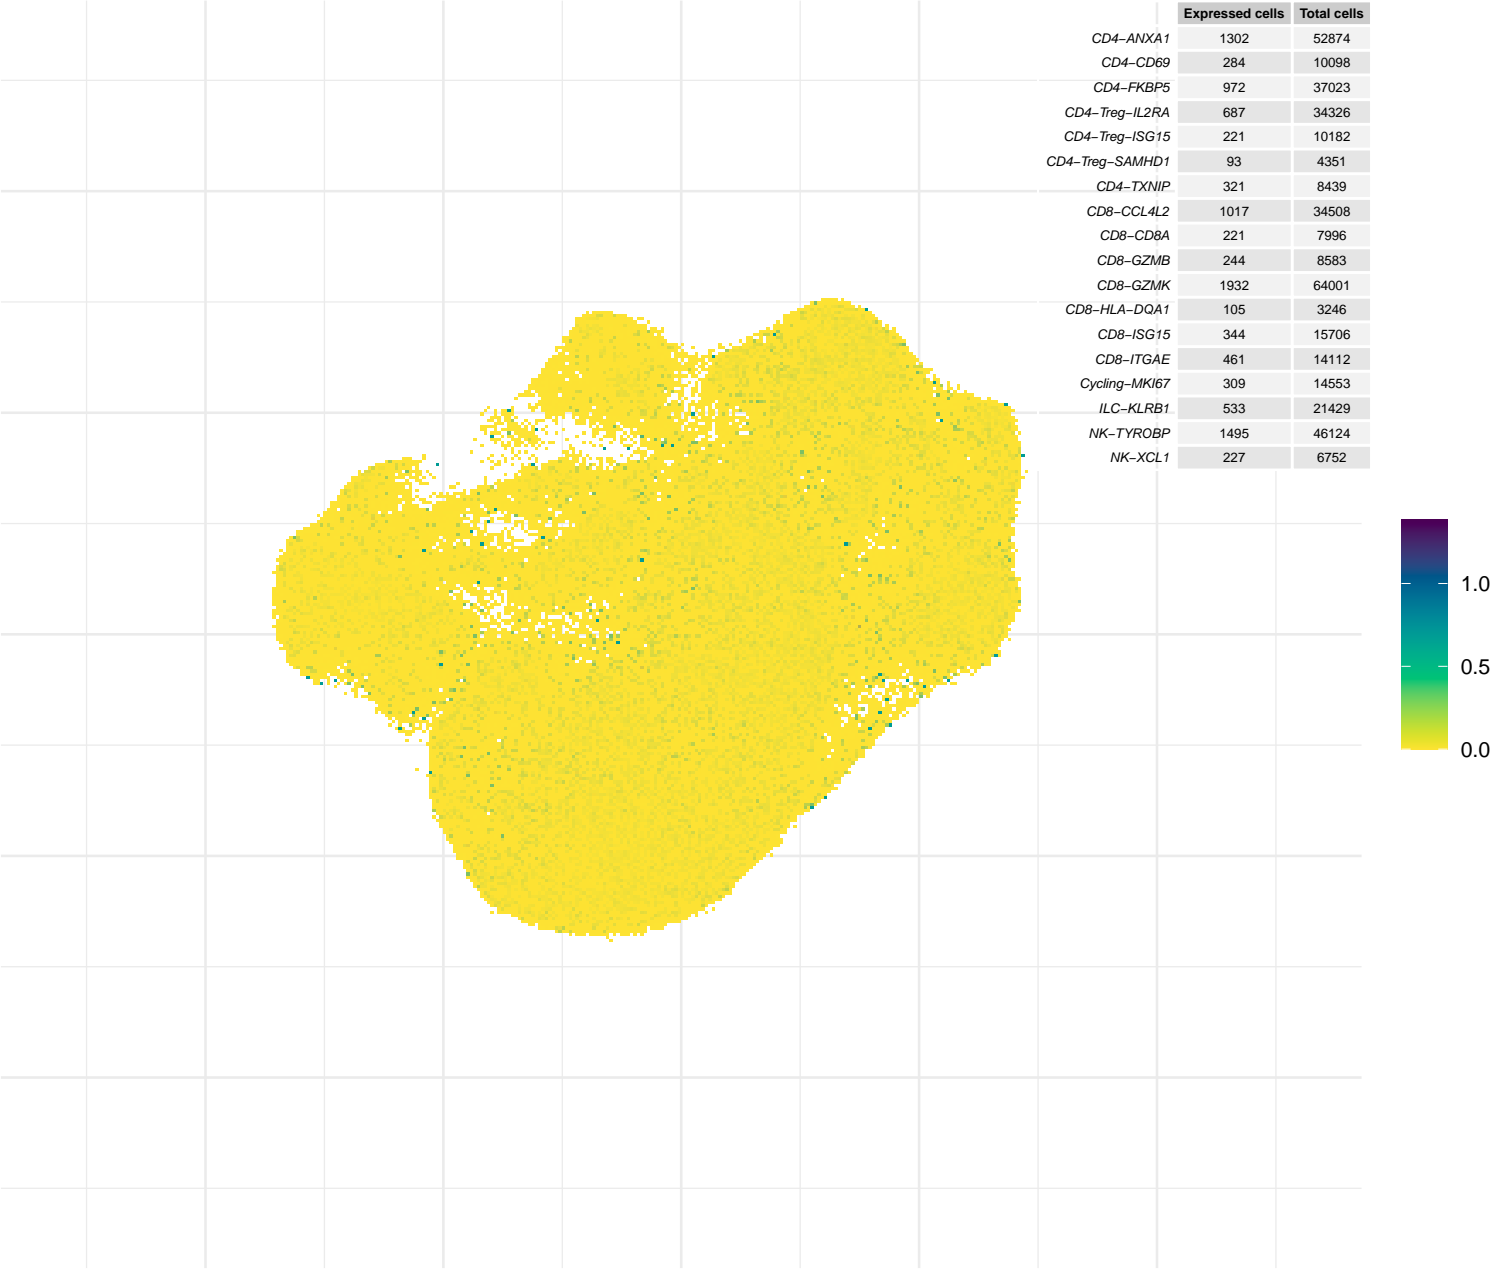 Expressed cells Total cells
CD4−ANXA1 1302 52874
CD4−CD69 284 10098
CD4−FKBP5 972 37023
CD4−Treg−IL2RA 687 34326
CD4−Treg−ISG15 221 10182
CD4−Treg−SAMHD1 93 4351
CD4−TXNIP 321 8439
CD8−CCL4L2 1017 34508
CD8−CD8A 221 7996
CD8−GZMB 244 8583
CD8−GZMK 1932 64001
CD8−HLA−DQA1 105 3246
CD8−ISG15 344 15706
CD8−ITGAE 461 14112
Cycling−MKI67 309 14553
ILC−KLRB1 533 21429
NK−TYROBP 1495 46124
NK−XCL1 227 6752
1.0
0.5
0.0